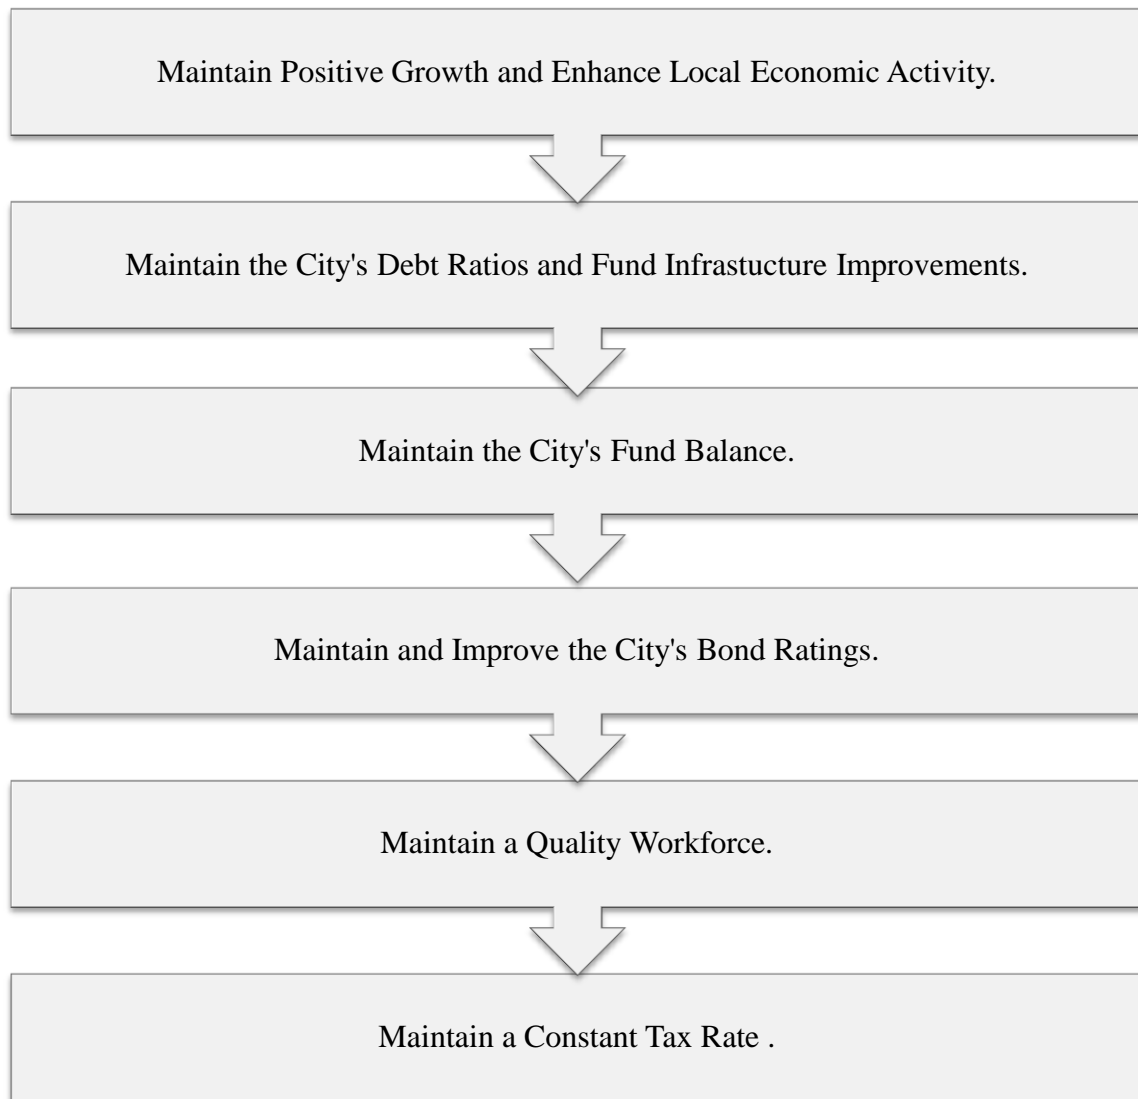 Maintain Positive Growth and Enhance Local Economic Activity.
Maintain the City's Debt Ratios and Fund Infrastucture Improvements.
Maintain the City's Fund Balance.
Maintain and Improve the City's Bond Ratings.
Maintain a Quality Workforce.
Maintain a Constant Tax Rate .